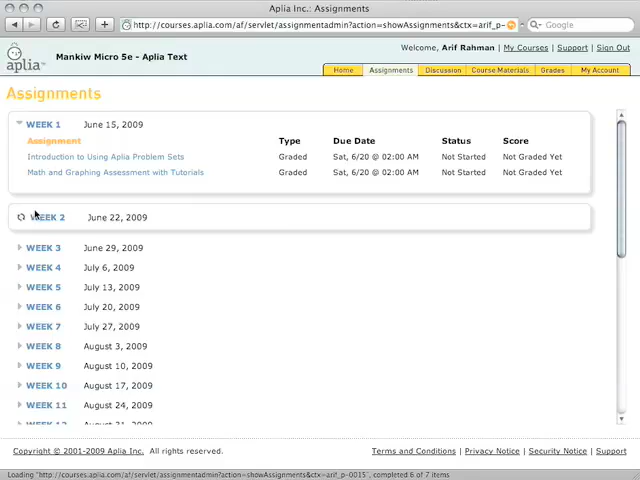 Aplia Inc.: Assignments
http://courses.aplia.com/af/servlet/assignmentadmin?action=showAssignments&ctx=arif_p-
Google
aplia
Mankiw Micro 5e - Aplia Text
Welcome, Arif Rahman | My Courses | Support | Sign Out
Home Assignments Discussion Course Materials Grades My Account
Assignments
WEEK 1 June 15, 2009
Assignment Type Due Date Status Score
Introduction to Using Aplia Problem Sets Graded Sat, 6/20 @ 02:00 AM Not Started Not Graded Yet
Math and Graphing Assessment with Tutorials Graded Sat, 6/20 @ 02:00 AM Not Started Not Graded Yet
WEEK 2 June 22, 2009
WEEK 3 June 29, 2009
WEEK 4 July 6, 2009
WEEK 5 July 13, 2009
WEEK 6 July 20, 2009
WEEK 7 July 27, 2009
WEEK 8 August 3, 2009
WEEK 9 August 10, 2009
WEEK 10 August 17, 2009
WEEK 11 August 24, 2009
WEEK 12 August 31, 2009
Copyright © 2001-2009 Aplia Inc. All rights reserved.
Terms and Conditions | Privacy Notice | Security Notice | Support
Loading "http://courses.aplia.com/af/servlet/assignmentadmin?action=showAssignments&ctx=arif_p-0015", completed 6 of 7 items